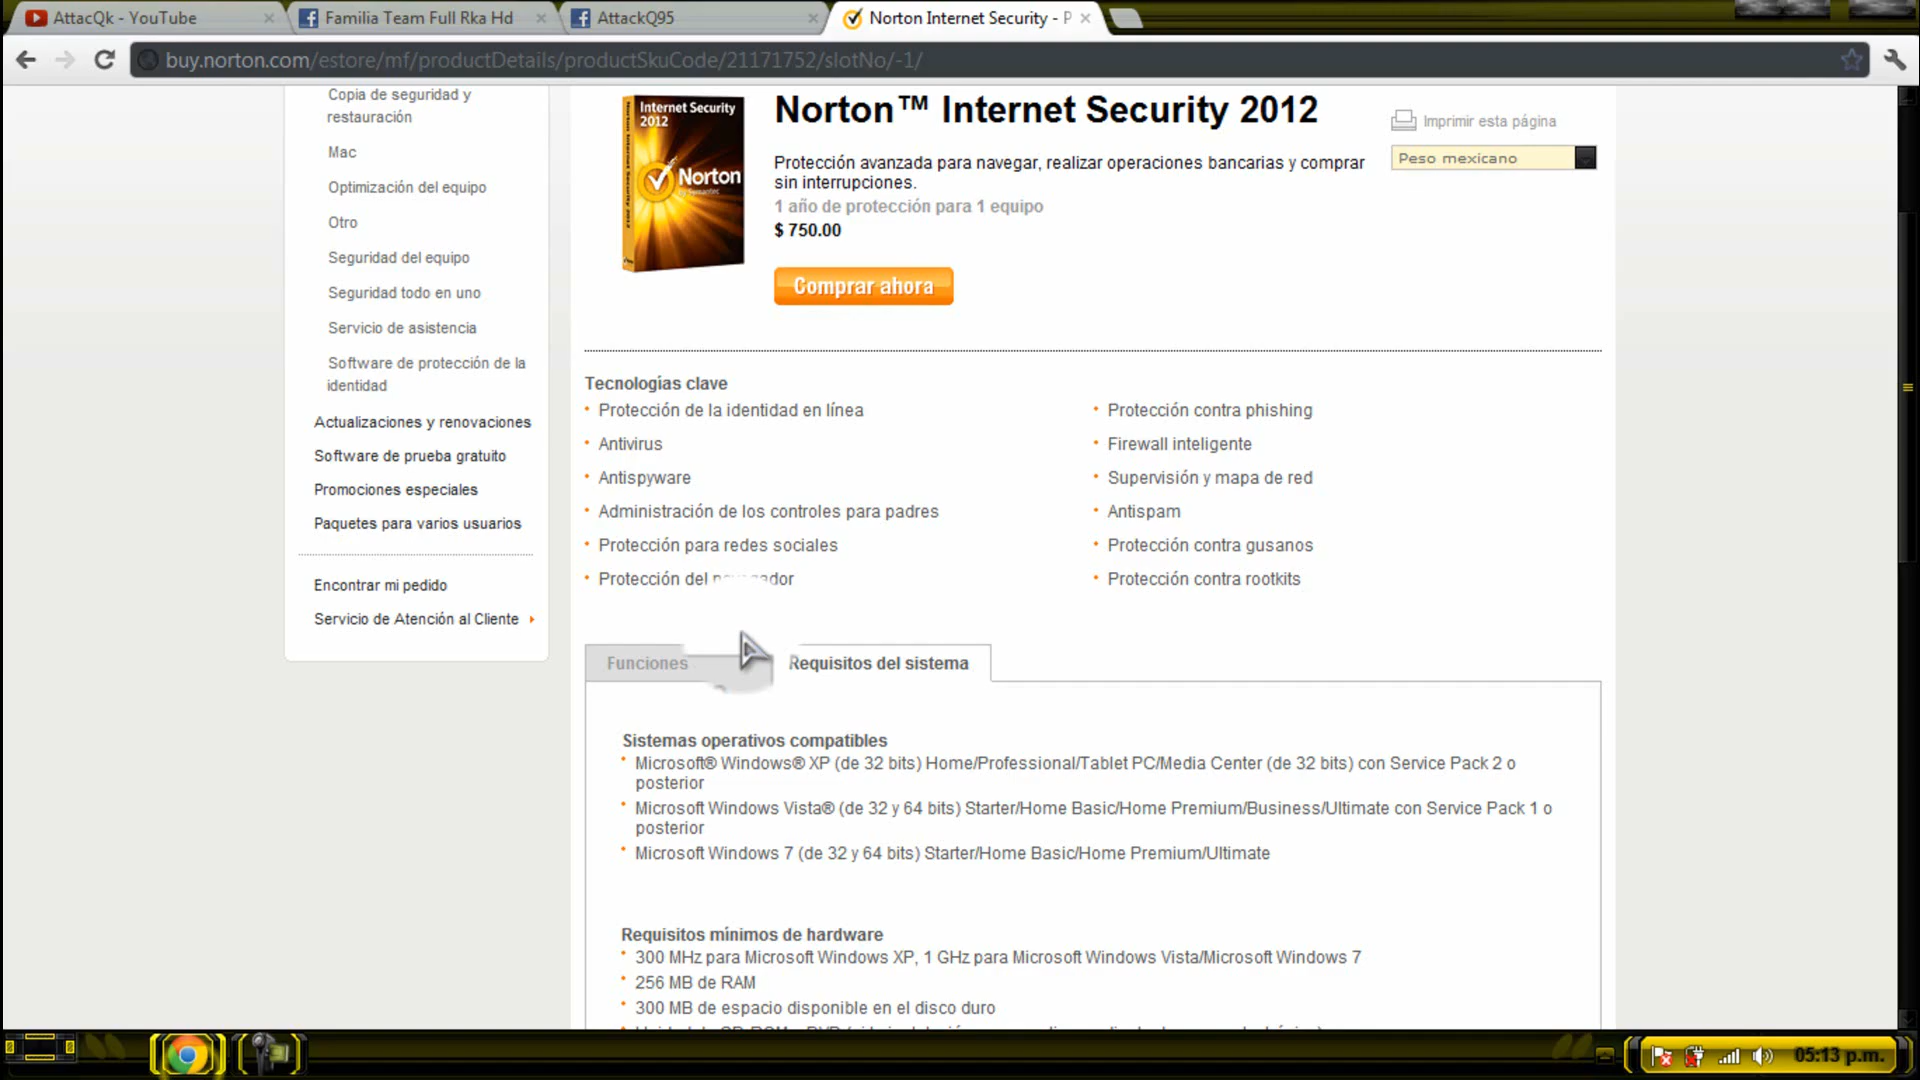 AttacQk - YouTube
Familia Team Full Rka Hd
AttackQ95
Norton Internet Security - P
buy.norton.com/estore/mf/productDetails/productSkuCode/21171752/slotNo/-1/
Copia de seguridad y
restauración
Mac
Optimización del equipo
Otro
Seguridad del equipo
Seguridad todo en uno
Servicio de asistencia
Software de protección de la
identidad
Actualizaciones y renovaciones
Software de prueba gratuito
Promociones especiales
Paquetes para varios usuarios
Encontrar mi pedido
Servicio de Atención al Cliente
Internet Security
2012
Norton
by Symantec
Norton™ Internet Security 2012
Protección avanzada para navegar, realizar operaciones bancarias y comprar
sin interrupciones.
1 año de protección para 1 equipo
$ 750.00
Comprar ahora
Imprimir esta página
Peso mexicano
Tecnologías clave
Protección de la identidad en línea
Antivirus
Antispyware
Administración de los controles para padres
Protección para redes sociales
Protección del navegador
Protección contra phishing
Firewall inteligente
Supervisión y mapa de red
Antispam
Protección contra gusanos
Protección contra rootkits
Funciones
Requisitos del sistema
Sistemas operativos compatibles
Microsoft® Windows® XP (de 32 bits) Home/Professional/Tablet PC/Media Center (de 32 bits) con Service Pack 2 o
posterior
Microsoft Windows Vista® (de 32 y 64 bits) Starter/Home Basic/Home Premium/Business/Ultimate con Service Pack 1 o
posterior
Microsoft Windows 7 (de 32 y 64 bits) Starter/Home Basic/Home Premium/Ultimate
Requisitos mínimos de hardware
300 MHz para Microsoft Windows XP, 1 GHz para Microsoft Windows Vista/Microsoft Windows 7
256 MB de RAM
300 MB de espacio disponible en el disco duro
05:13 p.m.